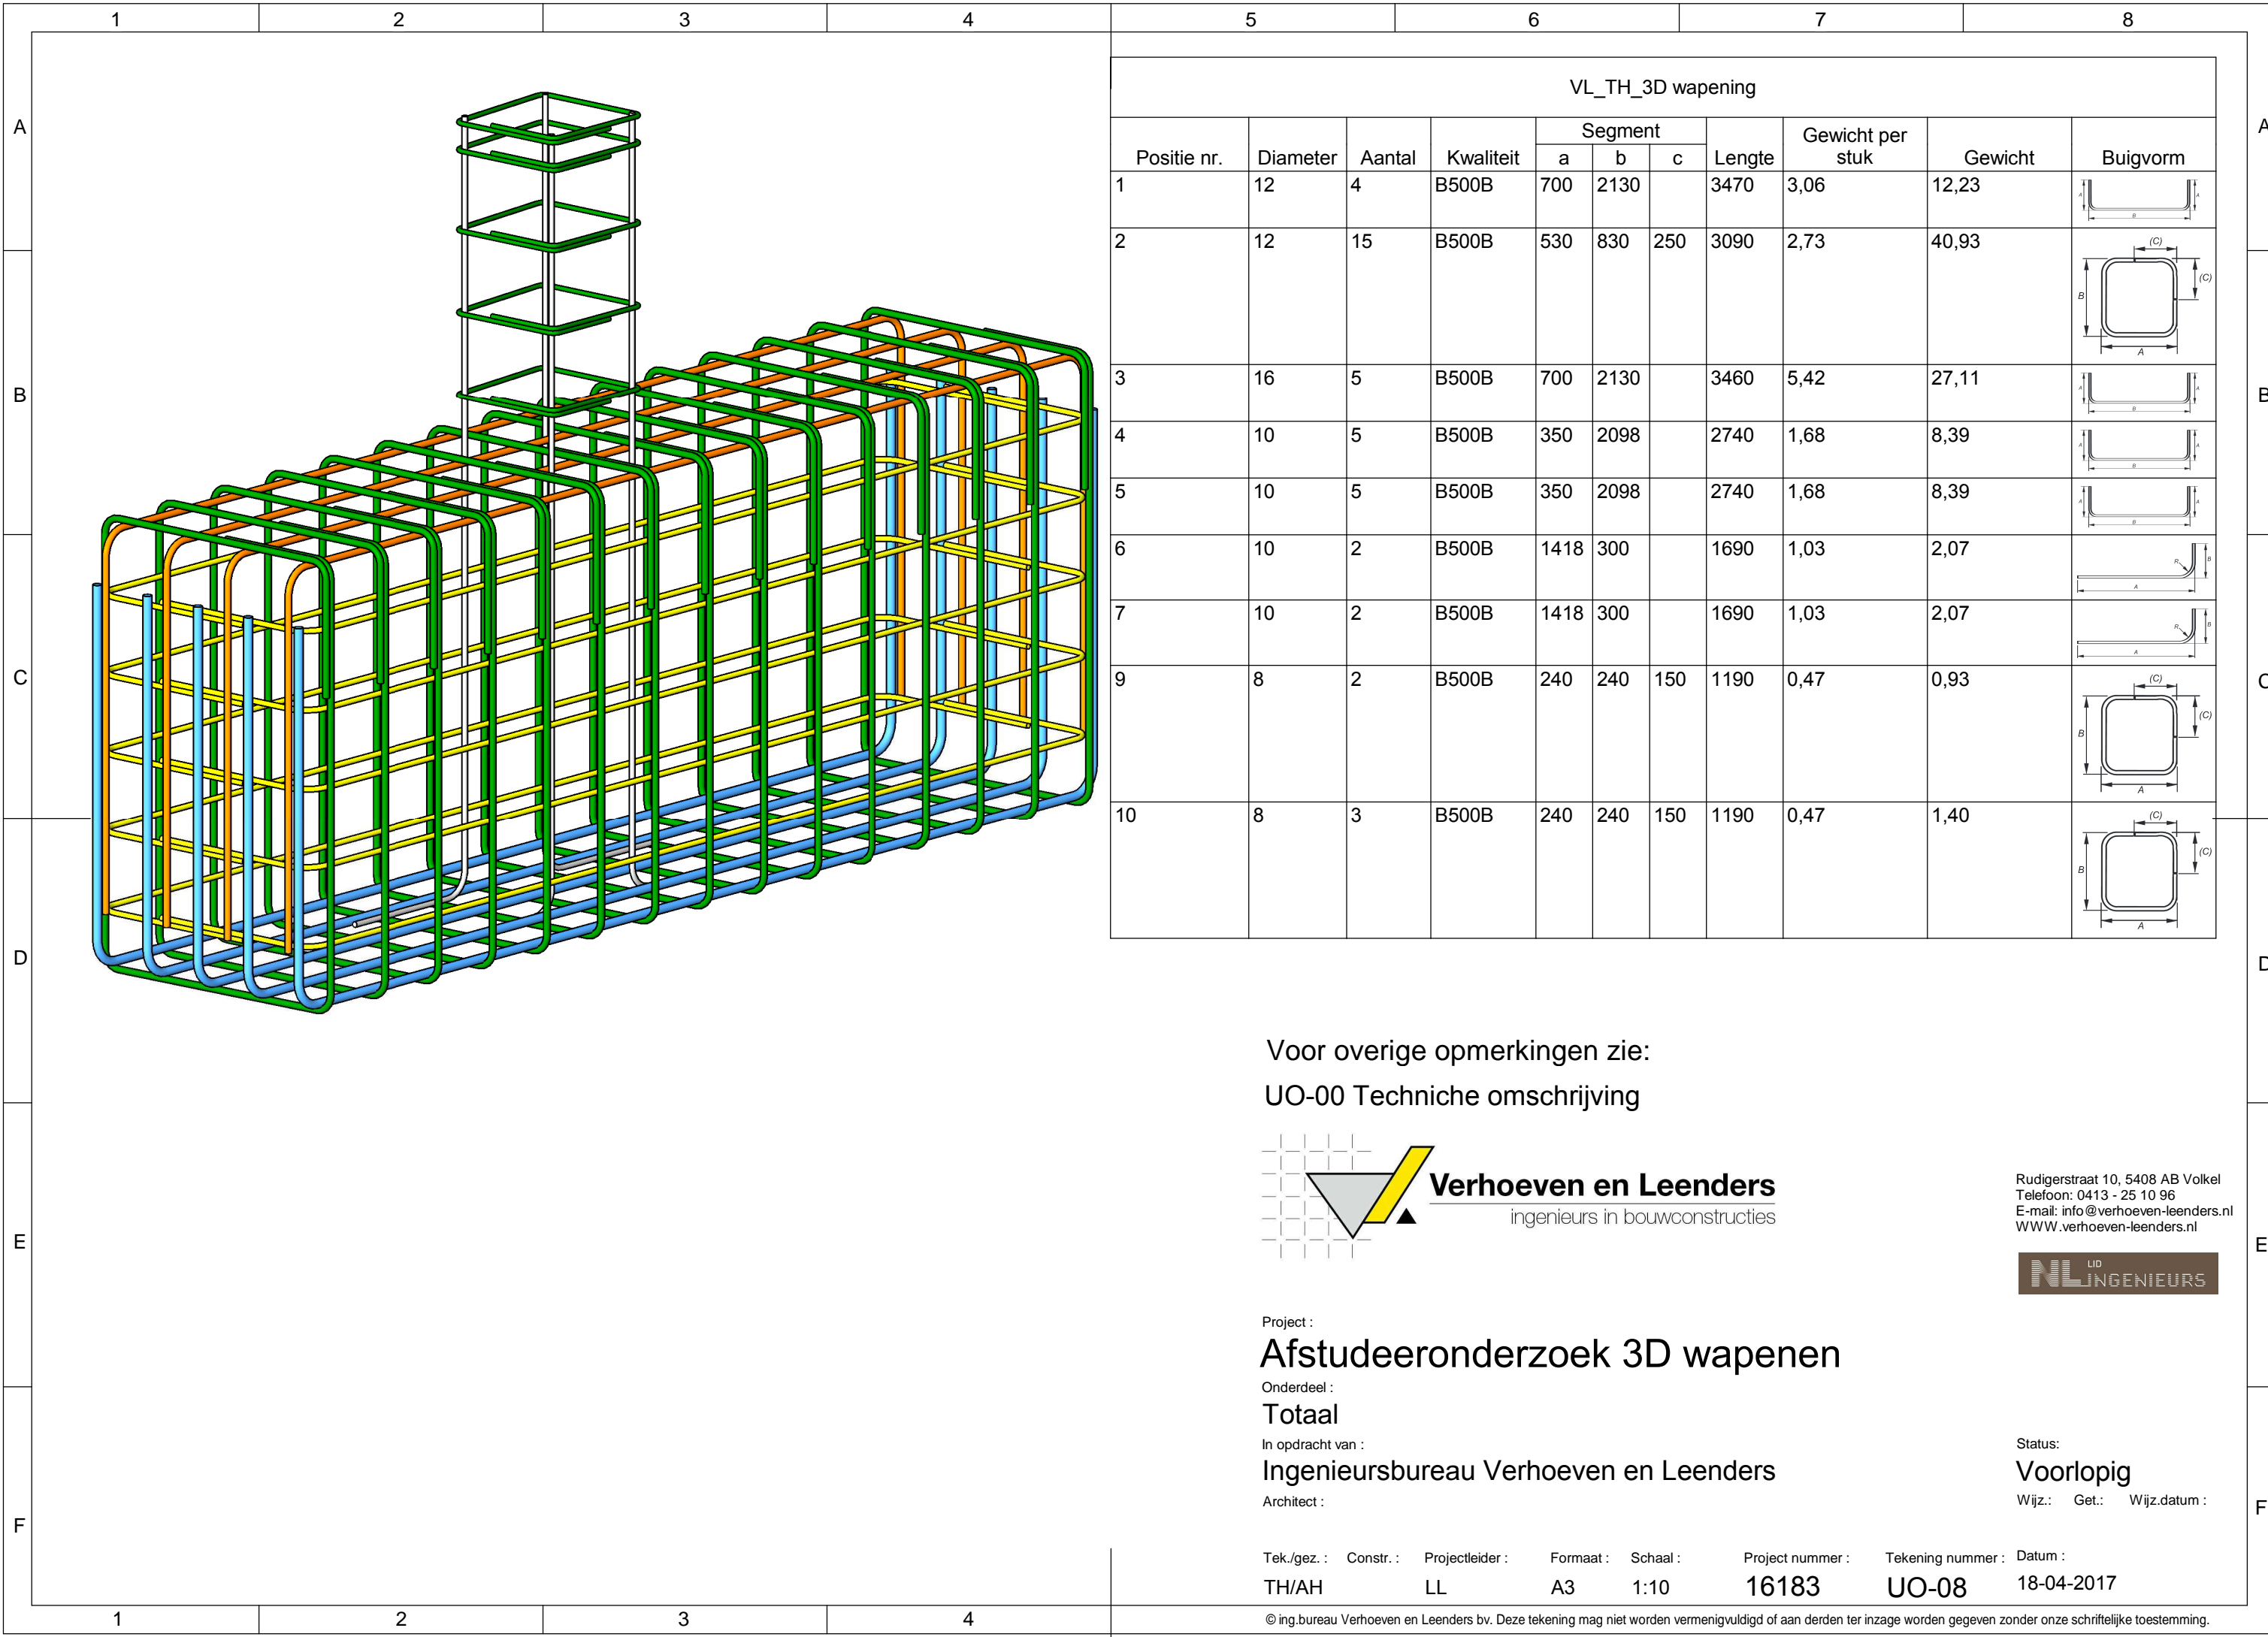 1 2 3 4 5 6 7 8
A A
B B
C C
D D
E E
F F
VL_TH_3D wapening
Positie nr. Diameter Aantal Kwaliteit Segment a b c Lengte Gewicht per stuk Gewicht Buigvorm
1 12 4 B500B 700 2130 3470 3,06 12,23 A A B
2 12 15 B500B 530 830 250 3090 2,73 40,93 (C) (C) B A
3 16 5 B500B 700 2130 3460 5,42 27,11 A A B
4 10 5 B500B 350 2098 2740 1,68 8,39 A A B
5 10 5 B500B 350 2098 2740 1,68 8,39 A A B
6 10 2 B500B 1418 300 1690 1,03 2,07 R B A
7 10 2 B500B 1418 300 1690 1,03 2,07 R B A
9 8 2 B500B 240 240 150 1190 0,47 0,93 (C) (C) B A
10 8 3 B500B 240 240 150 1190 0,47 1,40 (C) (C) B A
Voor overige opmerkingen zie:
UO-00 Techniche omschrijving
Verhoeven en Leenders
ingenieurs in bouwconstructies
Rudigerstraat 10, 5408 AB Volkel
Telefoon: 0413 - 25 10 96
E-mail: info@verhoeven-leenders.nl
WWW.verhoeven-leenders.nl
NL LID INGENIEURS
Project :
Afstudeeronderzoek 3D wapenen
Onderdeel :
Totaal
In opdracht van :
Ingenieursbureau Verhoeven en Leenders
Architect :
Status:
Voorlopig
Wijz.: Get.: Wijz.datum :
Tek./gez. : Constr. : Projectleider : Formaat : Schaal : Project nummer : Tekening nummer : Datum :
TH/AH LL A3 1:10 16183 UO-08 18-04-2017
1 2 3 4
© ing.bureau Verhoeven en Leenders bv. Deze tekening mag niet worden vermenigvuldigd of aan derden ter inzage worden gegeven zonder onze schriftelijke toestemming.